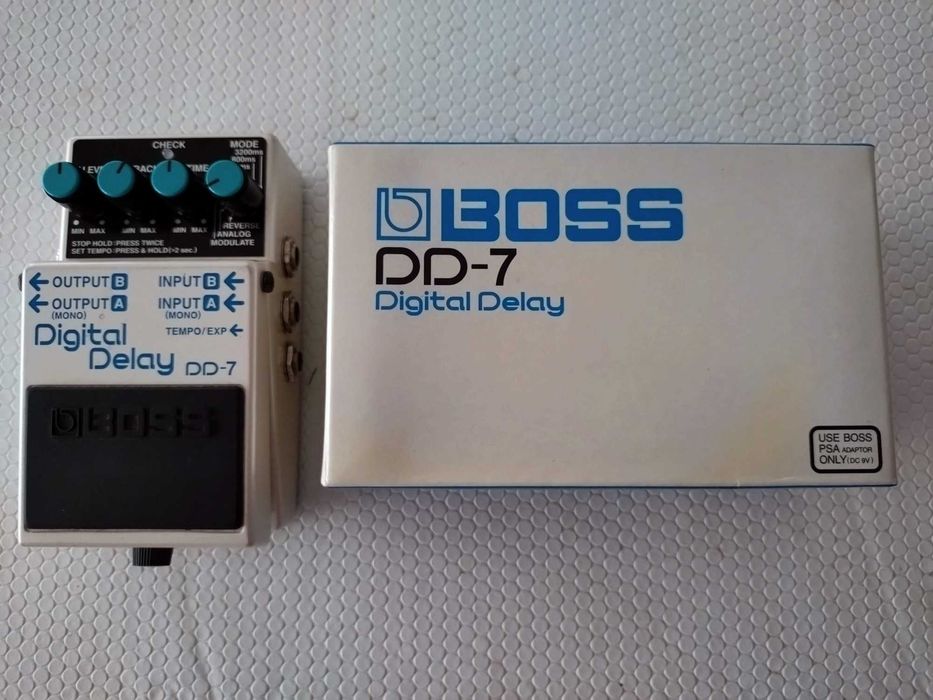 CHECK
MODE
3200ms
800ms
TIME
MIN MAX MIN MAX MIN MAX
REVERSE
ANALOG
MODULATE
STOP HOLD:PRESS TWICE
SET TEMPO:PRESS & HOLD(>2 sec.)
OUTPUT B INPUT B
OUTPUT A INPUT A
(MONO) (MONO)
TEMPO/EXP
Digital
Delay DD-7
BOSS
BOSS
DD-7
Digital Delay
USE BOSS
PSA ADAPTOR
ONLY(DC 9V)